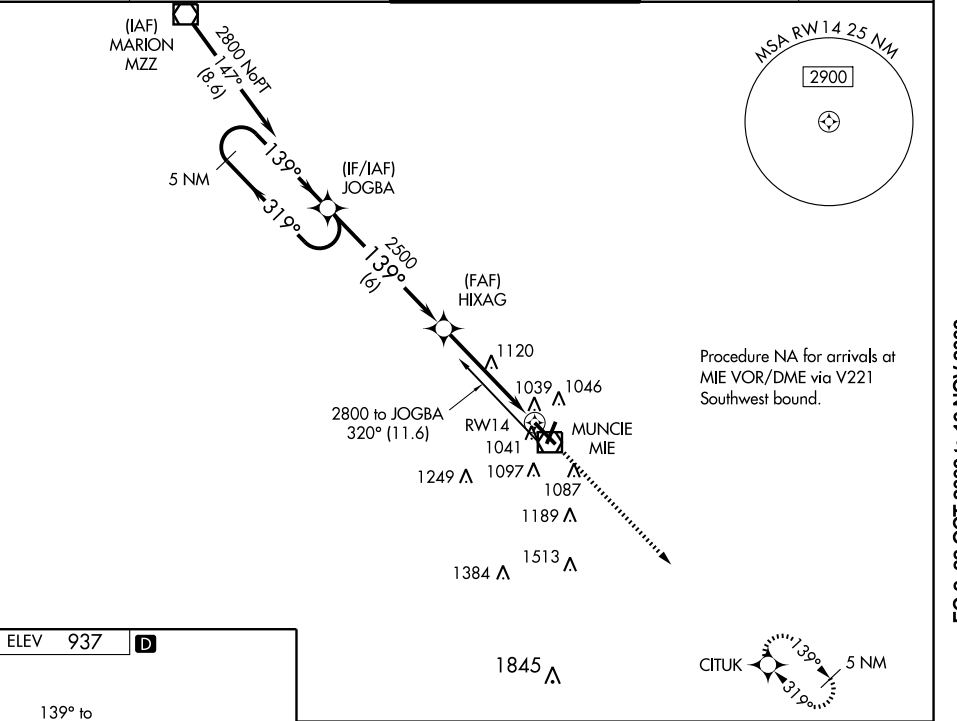 (IAF)
MARION
MZZ
2800 NoPT
147°
(8.6)
MSA RW14 25 NM
2900
139°
5 NM
319°
(IF/IAF)
JOGBA
2500
139°
(6)
(FAF)
HIXAG
1120
1039
1046
Procedure NA for arrivals at
MIE VOR/DME via V221
Southwest bound.
2800 to JOGBA
320° (11.6)
RW14
MUNCIE
MIE
1041
1249
1097
1087
1189
1513
1384
ELEV 937
D
1845
CITUK
139°
5 NM
319°
139° to